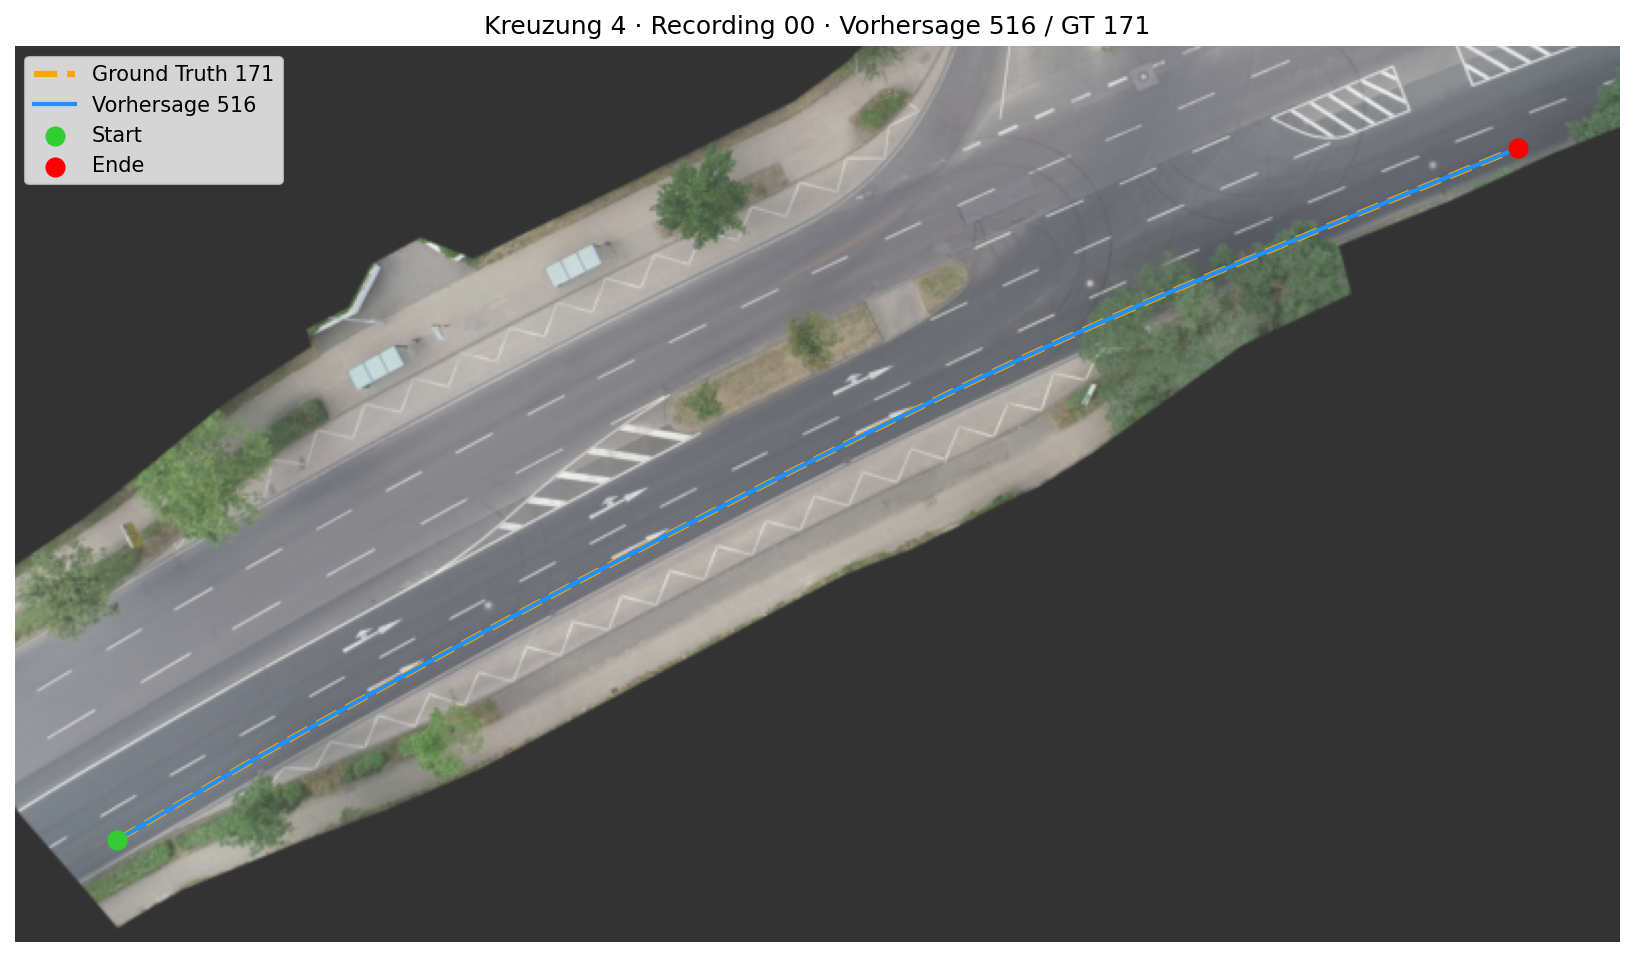 Kreuzung 4 · Recording 00 · Vorhersage 516 / GT 171
Ground Truth 171
Vorhersage 516
Start
Ende